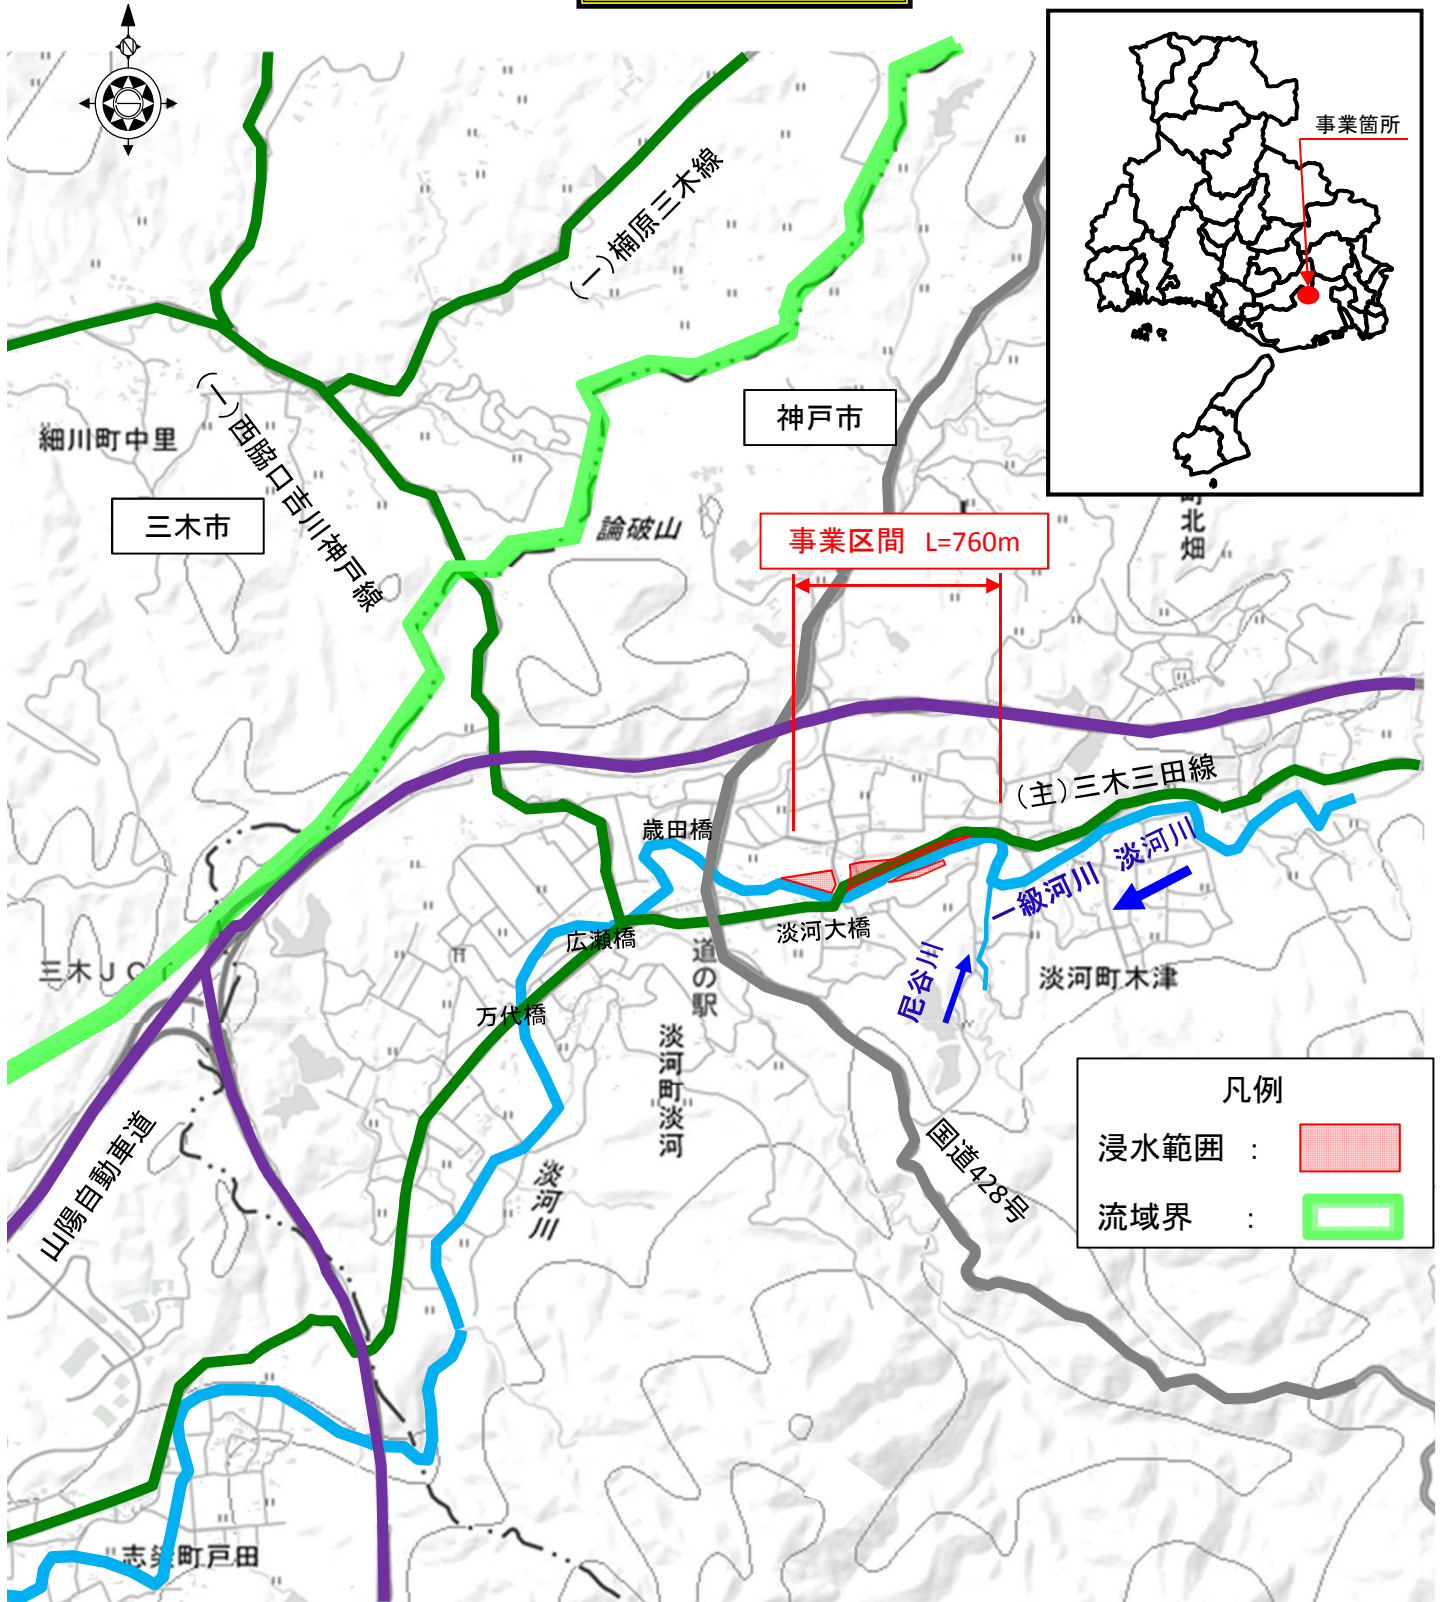 N
事業箇所
(一)楠原三木線
神戸市
細川町中里
(一)西脇口吉川神戸線
三木市
論破山
町北畑
事業区間 L=760m
(主)三木三田線
歳田橋
一級河川 淡河川
広瀬橋
淡河大橋
道の駅
尼谷川
淡河町木津
三木JCT
万代橋
淡河町淡河
山陽自動車道
淡河川
国道428号
凡例
浸水範囲 :
流域界 :
志染町戸田